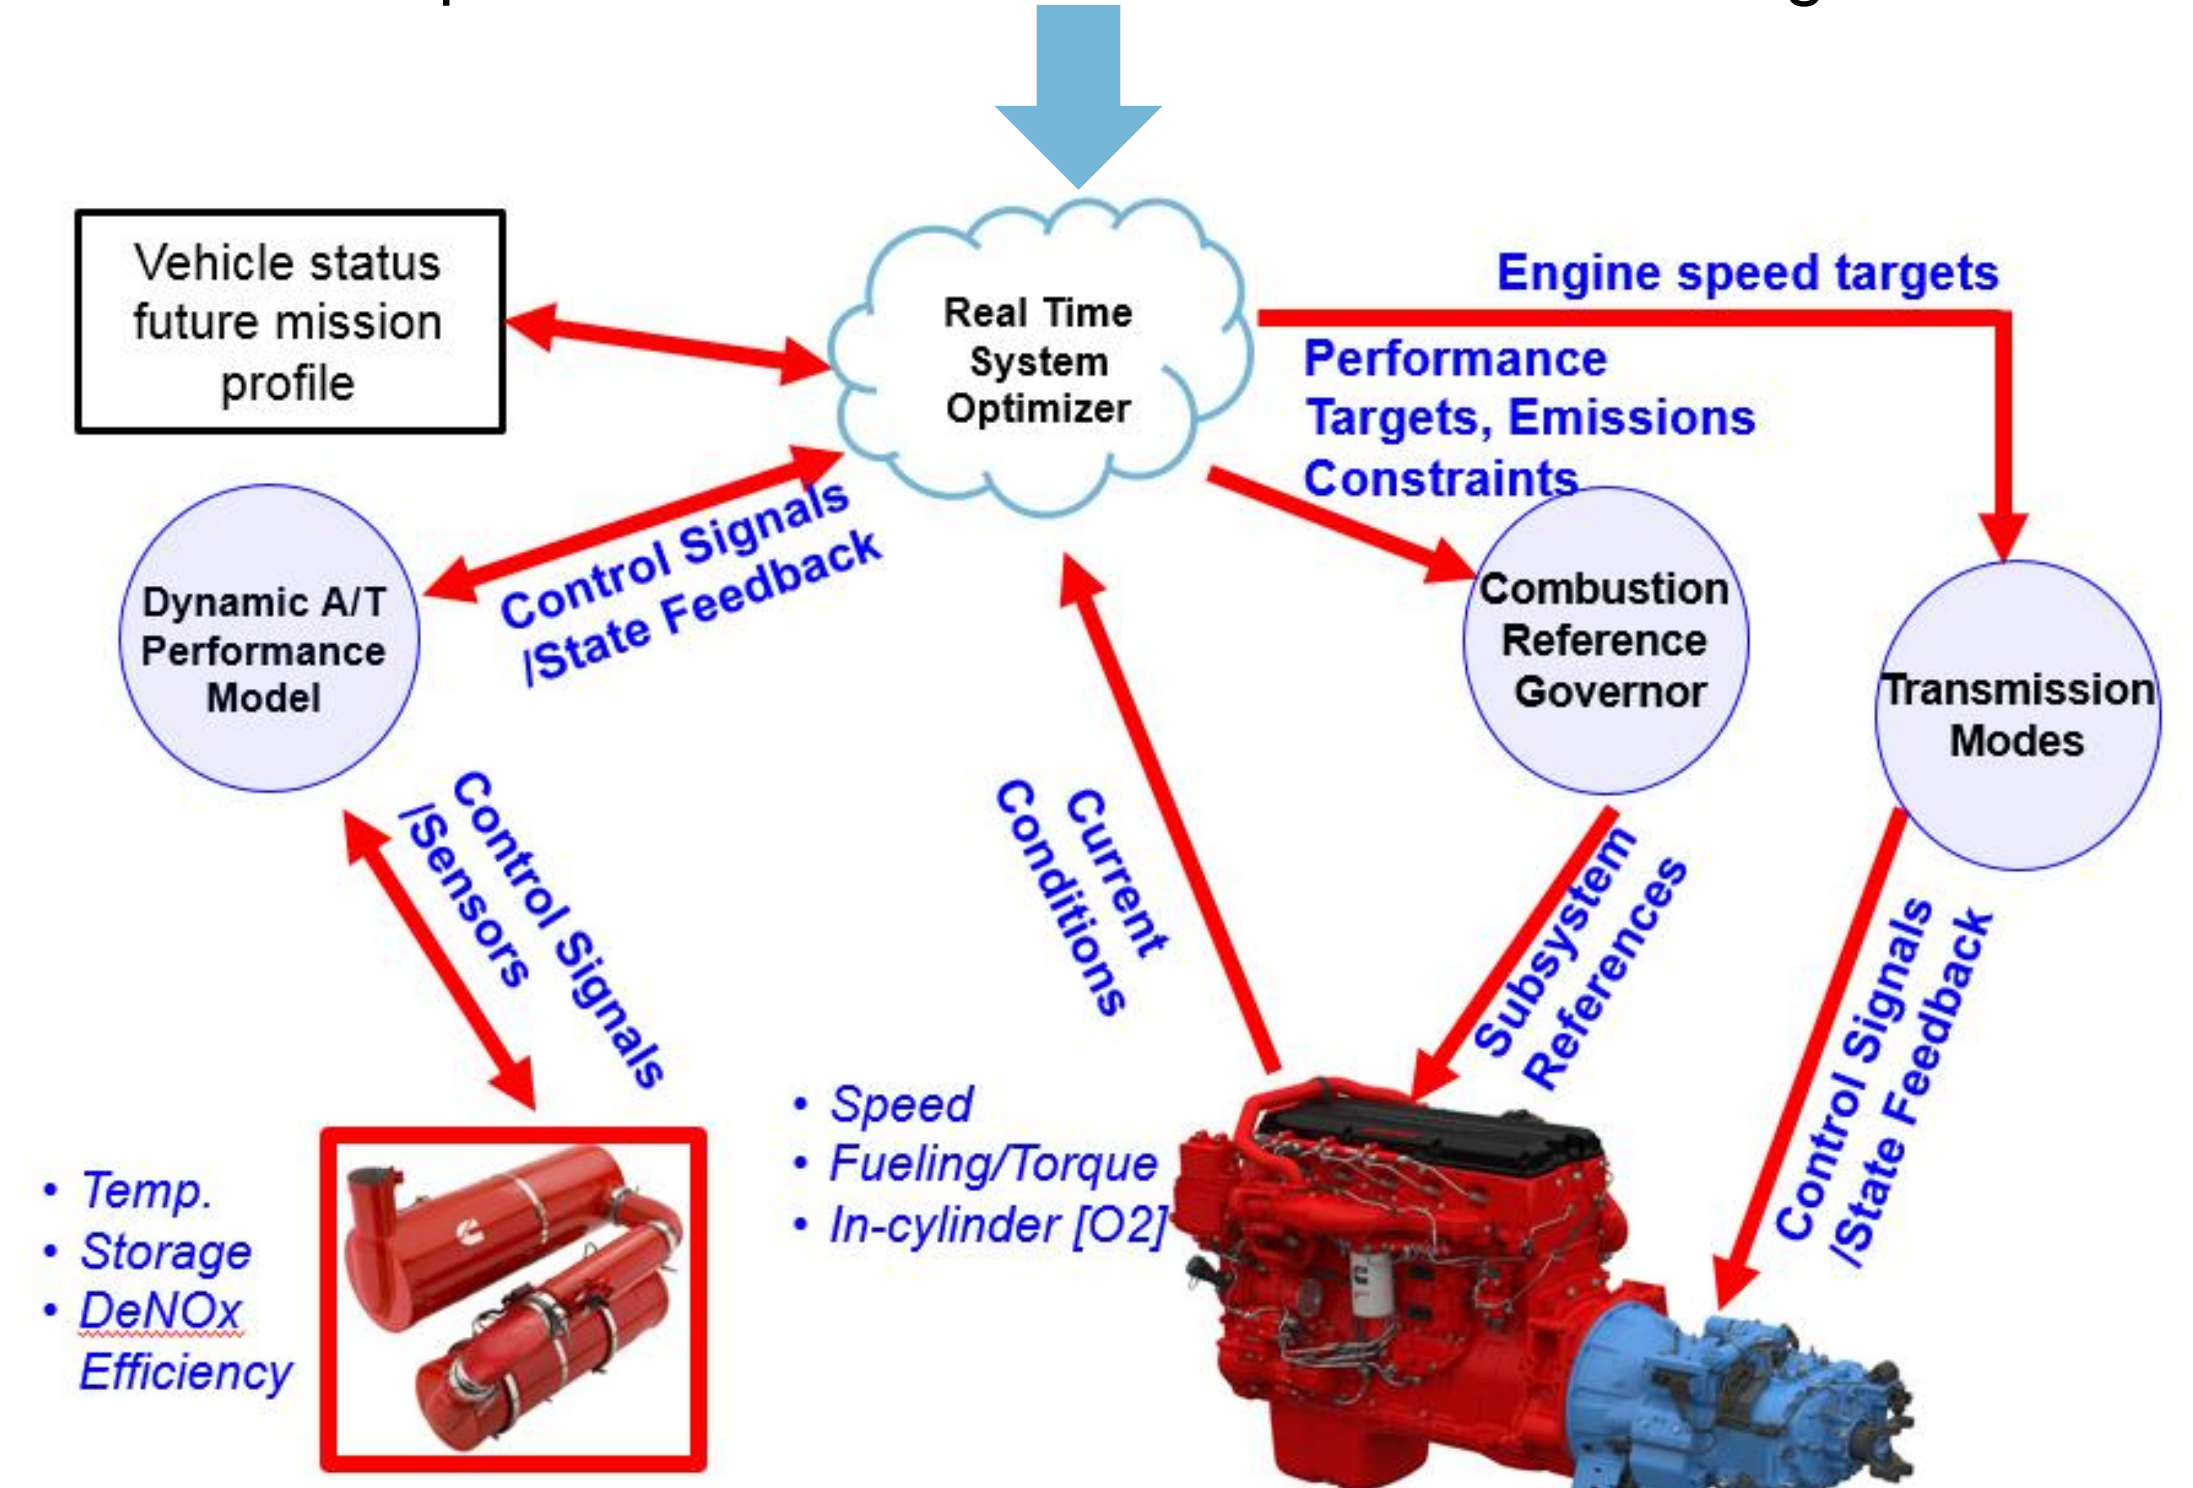 Vehicle status
future mission
profile
Real Time
System
Optimizer
Engine speed targets
Performance
Targets, Emissions
Constraints
Control Signals
/State Feedback
Dynamic A/T
Performance
Model
Combustion
Reference
Governor
Transmission
Modes
Control Signals
/Sensors
Current
Conditions
Subsystem
References
Control Signals
/State Feedback
• Temp.
• Storage
• DeNOx
Efficiency
• Speed
• Fueling/Torque
• In-cylinder [O2]